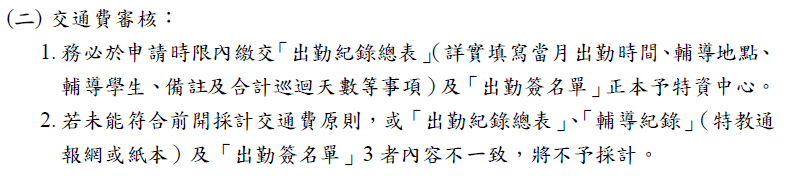 (二) 交通費審核：
1. 務必於申請時限內繳交「出勤紀錄總表」(詳實填寫當月出勤時間、輔導地點、
輔導學生、備註及合計巡迴天數等事項)及「出勤簽名單」正本予特資中心。
2. 若未能符合前開採計交通費原則，或「出勤紀錄總表」、「輔導紀錄」(特教通
報網或紙本)及「出勤簽名單」3 者內容不一致，將不予採計。